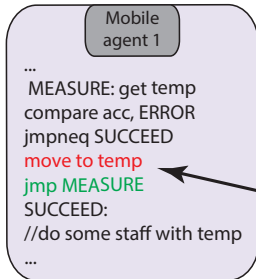 Mobile
agent 1
...
MEASURE: get temp
compare acc, ERROR
jmpneq SUCCEED
move to temp
jmp MEASURE
SUCCEED:
//do some staff with temp
...